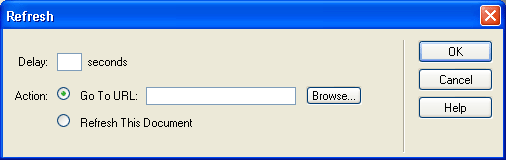 Refresh
Delay: seconds
OK
Cancel
Action: Go To URL: Browse...
Help
Refresh This Document